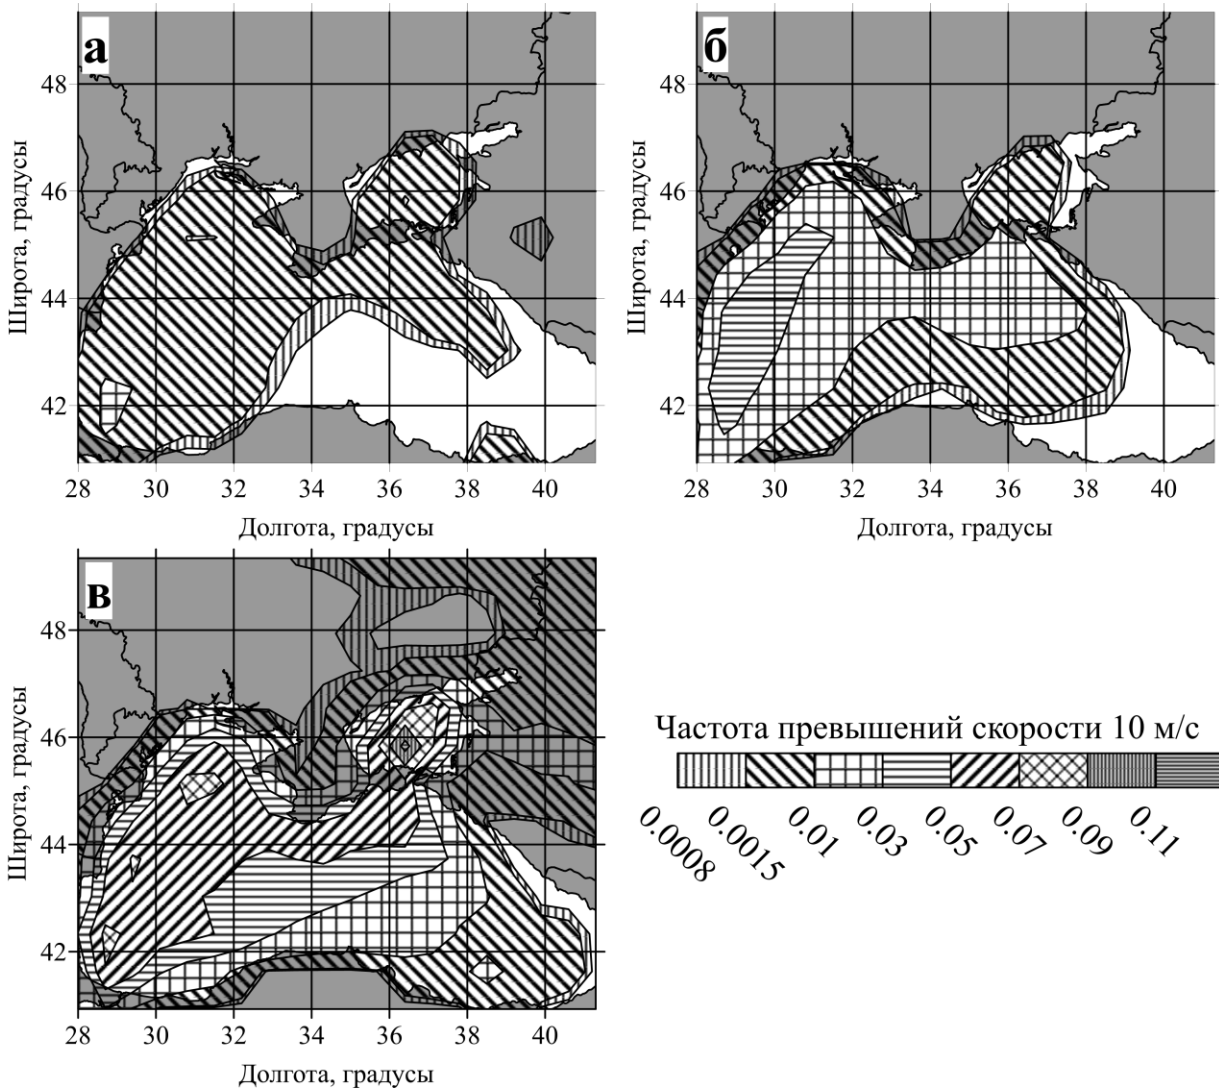 а
48
46
44
42
28 30 32 34 36 38 40
Широта, градусы
Долгота, градусы
б
48
46
44
42
28 30 32 34 36 38 40
Широта, градусы
Долгота, градусы
в
48
46
44
42
28 30 32 34 36 38 40
Широта, градусы
Долгота, градусы
Частота превышений скорости 10 м/с
0.0008 0.0015 0.01 0.03 0.05 0.07 0.09 0.11